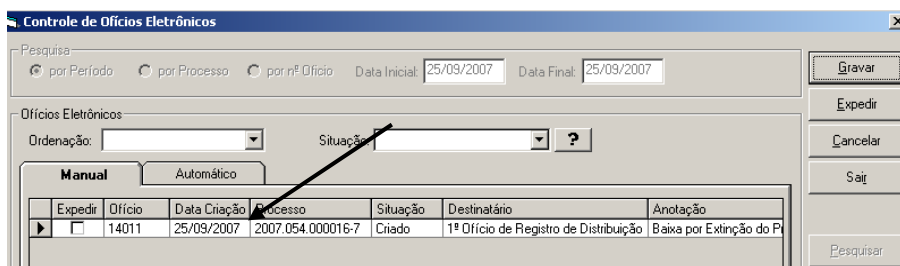 Controle de Ofícios Eletrônicos
Pesquisa
por Período por Processo por nº Ofício Data Inicial: 25/09/2007 Data Final: 25/09/2007
Gravar
Expedir
Cancelar
Sair
Pesquisar
Ofícios Eletrônicos
Ordenação: Situação: ?
Manual Automático
Expedir Ofício Data Criação Processo Situação Destinatário Anotação
14011 25/09/2007 2007.054.000016-7 Criado 1º Ofício de Registro de Distribuição Baixa por Extinção do